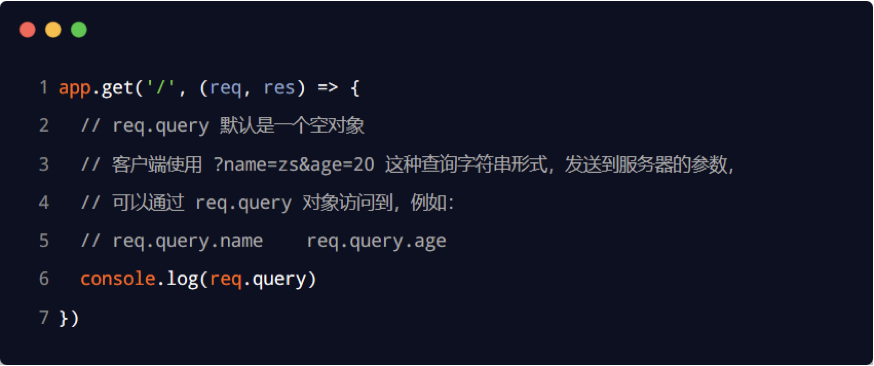 1 app.get('/', (req, res) => {
2 // req.query 默认是一个空对象
3 // 客户端使用 ?name=zs&age=20 这种查询字符串形式，发送到服务器的参数，
4 // 可以通过 req.query 对象访问到，例如：
5 // req.query.name    req.query.age
6 console.log(req.query)
7 })